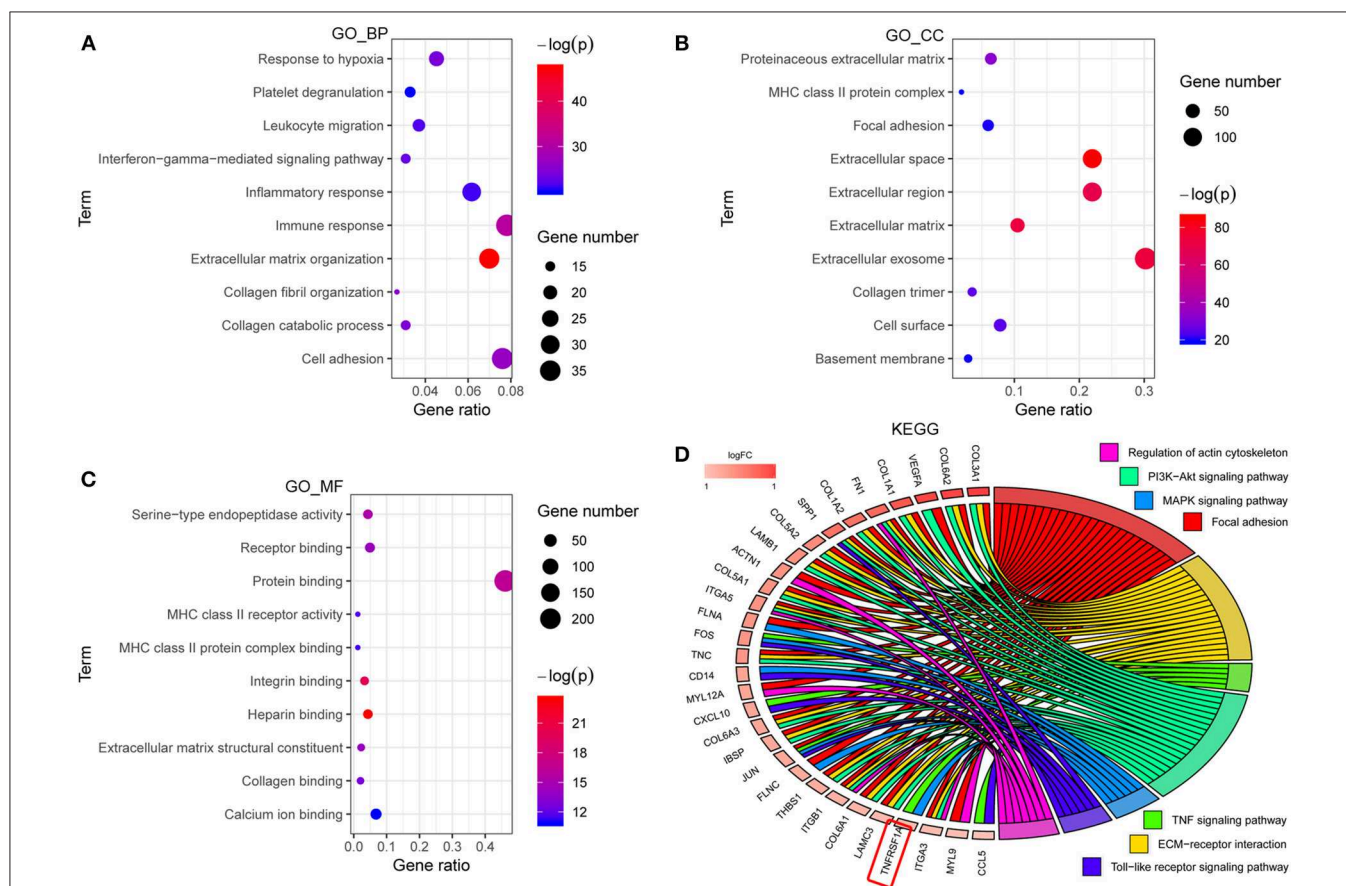 A
GO_BP
Response to hypoxia
Platelet degranulation
Leukocyte migration
Interferon−gamma−mediated signaling pathway
Inflammatory response
Immune response
Extracellular matrix organization
Collagen fibril organization
Collagen catabolic process
Cell adhesion
Term
0.04 0.06 0.08
Gene ratio
−log(p)
40
30
Gene number
15
20
25
30
35
B
GO_CC
Proteinaceous extracellular matrix
MHC class II protein complex
Focal adhesion
Extracellular space
Extracellular region
Extracellular matrix
Extracellular exosome
Collagen trimer
Cell surface
Basement membrane
Term
0.1 0.2 0.3
Gene ratio
Gene number
50
100
−log(p)
80
60
40
20
C
GO_MF
Serine−type endopeptidase activity
Receptor binding
Protein binding
MHC class II receptor activity
MHC class II protein complex binding
Integrin binding
Heparin binding
Extracellular matrix structural constituent
Collagen binding
Calcium ion binding
Term
0.0 0.1 0.2 0.3 0.4
Gene ratio
Gene number
50
100
150
200
−log(p)
21
18
15
12
KEGG
D
logFC
1 1
COL3A1
COL6A2
VEGFA
COL1A1
FN1
COL1A2
SPP1
COL5A2
LAMB1
ACTN1
COL5A1
ITGA5
FLNA
FOS
TNC
CD14
MYL12A
CXCL10
COL6A3
IBSP
JUN
FLNC
THBS1
ITGB1
COL6A1
LAMC3
TNFRSF1A
ITGA3
MYL9
CCL5
Regulation of actin cytoskeleton
PI3K−Akt signaling pathway
MAPK signaling pathway
Focal adhesion
TNF signaling pathway
ECM−receptor interaction
Toll−like receptor signaling pathway